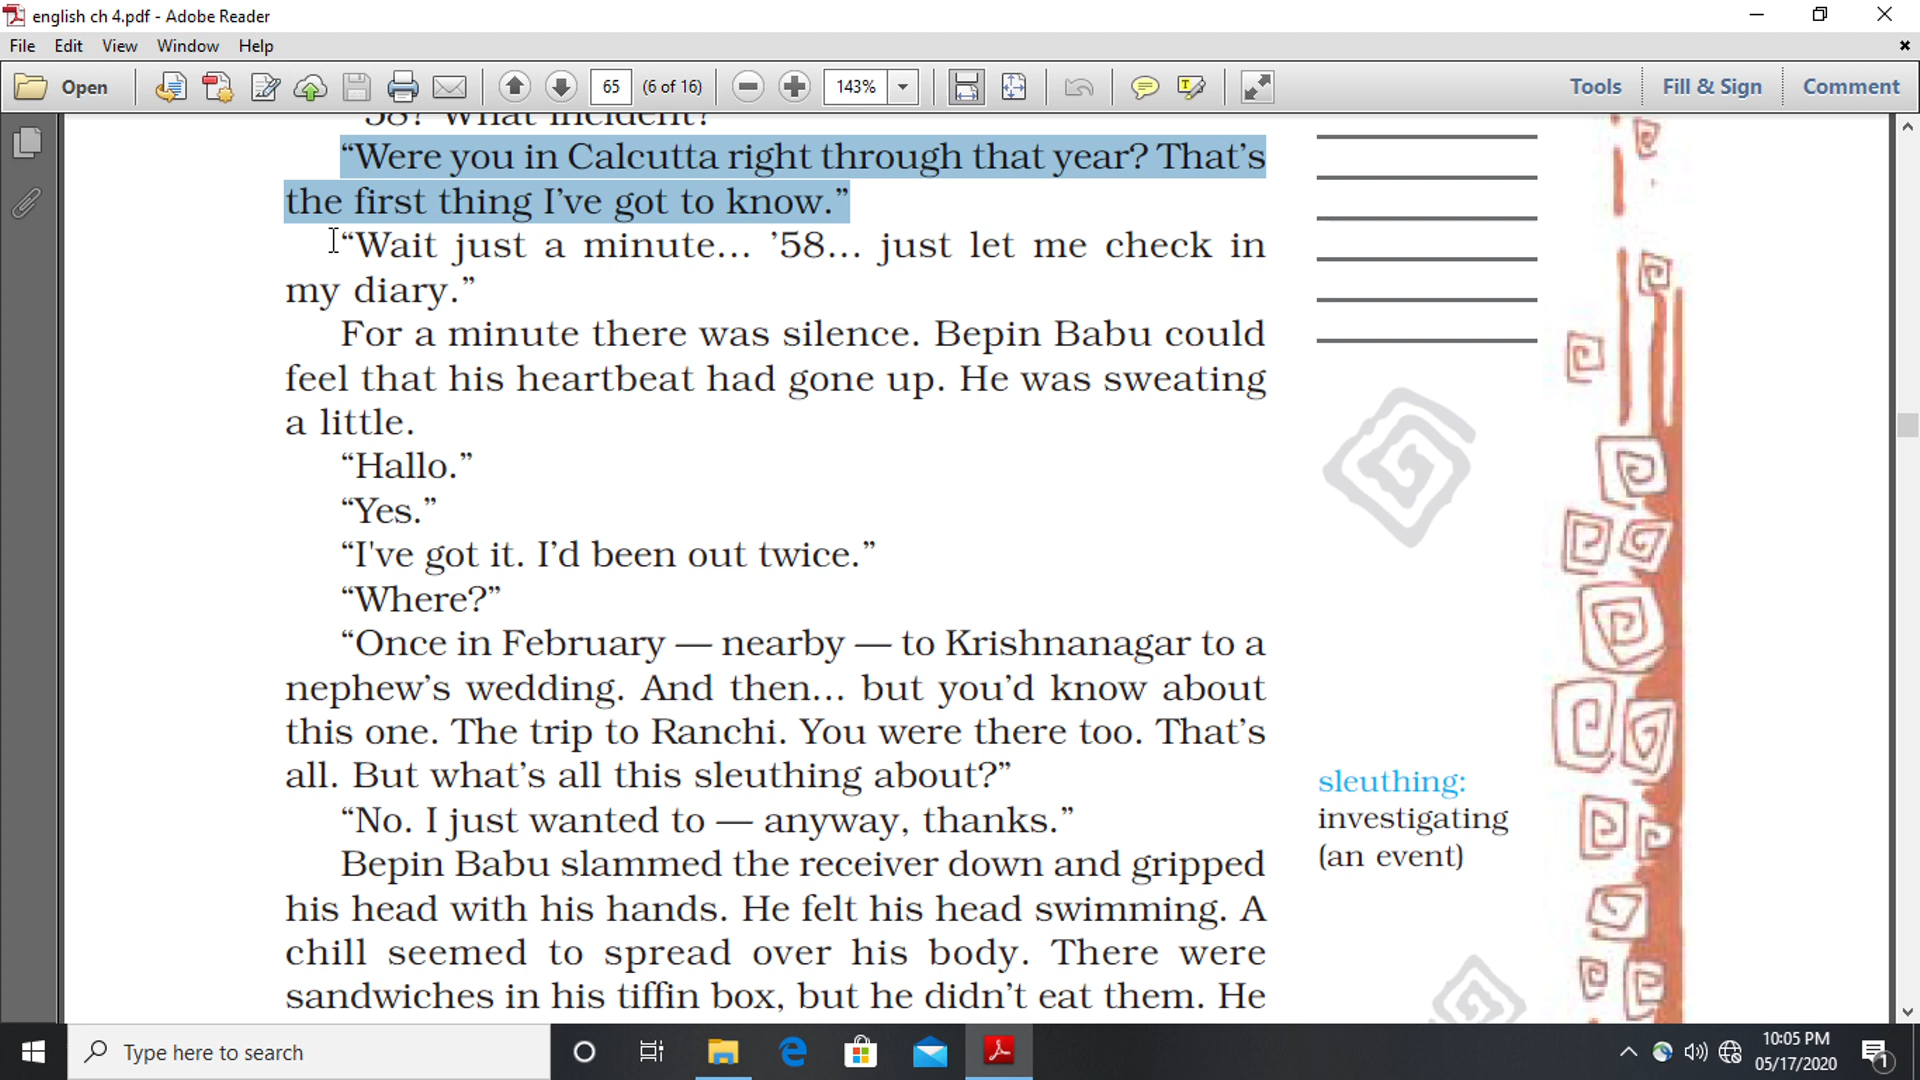 english ch 4.pdf - Adobe Reader
File Edit View Window Help
Open 65 (6 of 16) 143% Tools Fill & Sign Comment
'58? What incident?
“Were you in Calcutta right through that year? That’s
the first thing I’ve got to know.”
“Wait just a minute... ’58... just let me check in
my diary.”
For a minute there was silence. Bepin Babu could
feel that his heartbeat had gone up. He was sweating
a little.
“Hallo.”
“Yes.”
“I've got it. I’d been out twice.”
“Where?”
“Once in February — nearby — to Krishnanagar to a
nephew’s wedding. And then... but you’d know about
this one. The trip to Ranchi. You were there too. That’s
all. But what’s all this sleuthing about?”
“No. I just wanted to — anyway, thanks.”
Bepin Babu slammed the receiver down and gripped
his head with his hands. He felt his head swimming. A
chill seemed to spread over his body. There were
sandwiches in his tiffin box, but he didn’t eat them. He
sleuthing:
investigating
(an event)
Type here to search
10:05 PM
05/17/2020
1